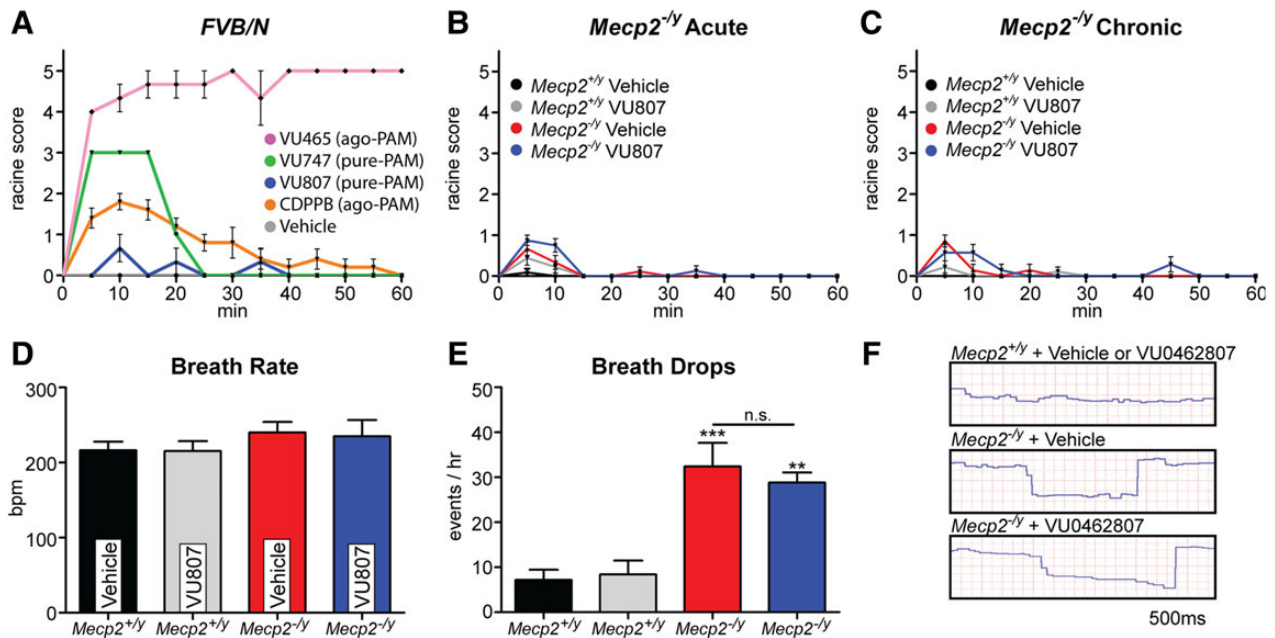 A FVB/N
racine score
5
4
3
2
1
0
VU465 (ago-PAM)
VU747 (pure-PAM)
VU807 (pure-PAM)
CDPPB (ago-PAM)
Vehicle
0 10 20 30 40 50 60
min
B Mecp2-/y Acute
racine score
5
4
3
2
1
0
Mecp2+/y Vehicle
Mecp2+/y VU807
Mecp2-/y Vehicle
Mecp2-/y VU807
0 10 20 30 40 50 60
min
C Mecp2-/y Chronic
racine score
5
4
3
2
1
0
Mecp2+/y Vehicle
Mecp2+/y VU807
Mecp2-/y Vehicle
Mecp2-/y VU807
0 10 20 30 40 50 60
min
D Breath Rate
bpm
300
200
100
0
Vehicle
VU807
Vehicle
VU807
Mecp2+/y Mecp2+/y Mecp2-/y Mecp2-/y
E Breath Drops
events / hr
50
40
30
20
10
0
n.s.
***
**
Mecp2+/y Mecp2+/y Mecp2-/y Mecp2-/y
F
Mecp2+/y + Vehicle or VU0462807
Mecp2-/y + Vehicle
Mecp2-/y + VU0462807
500ms